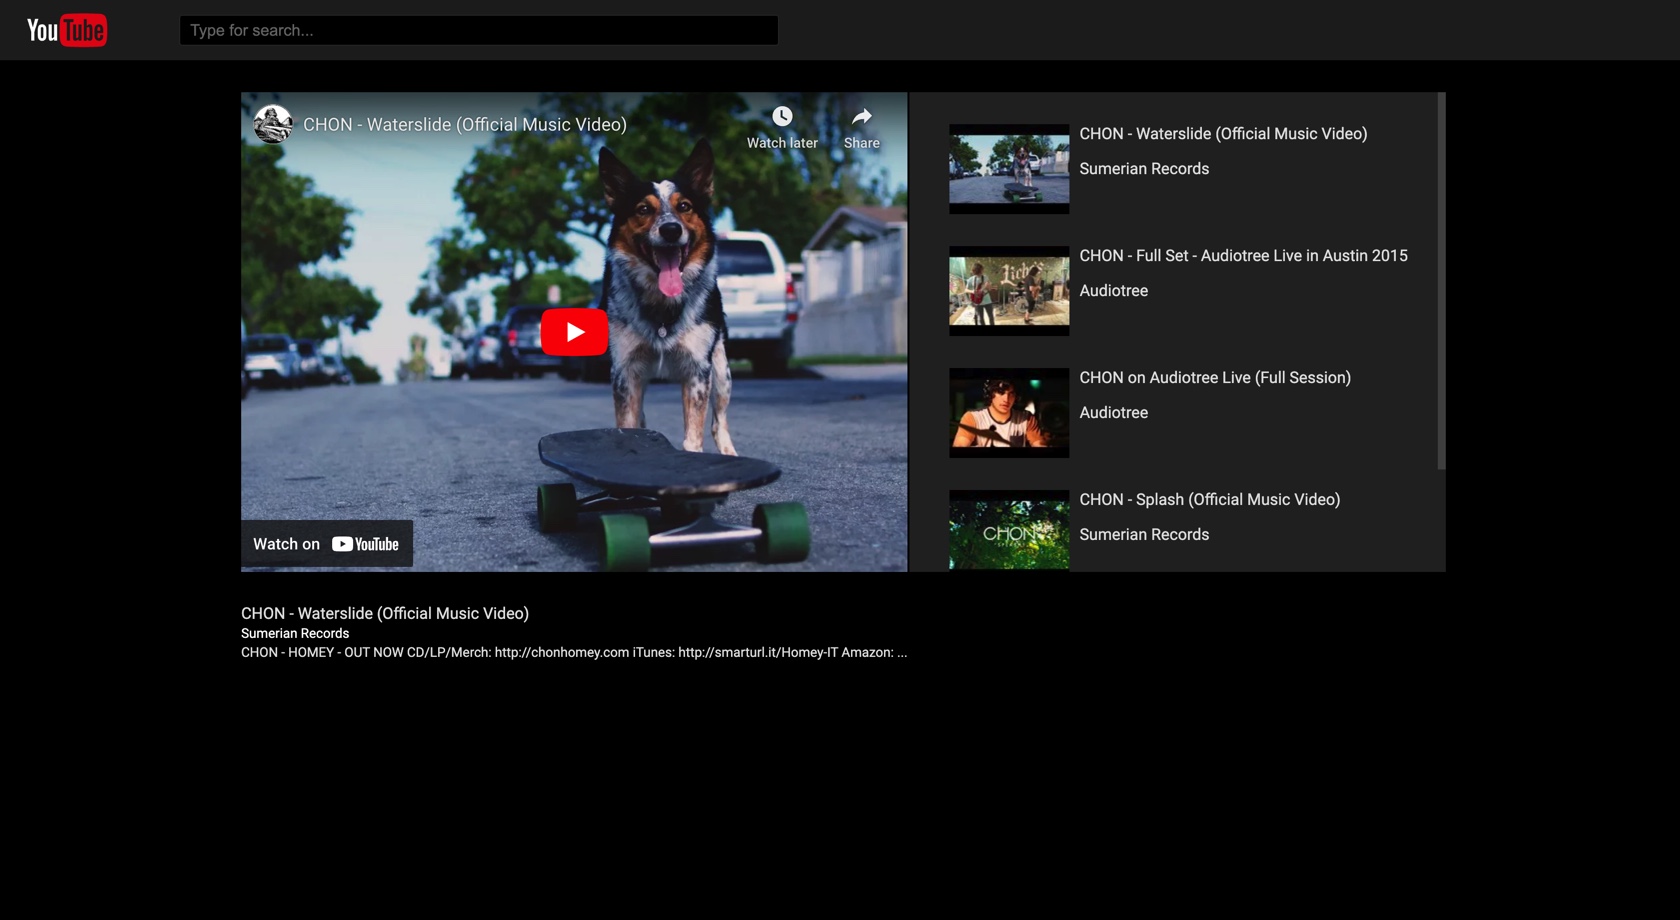 YouTube
Type for search...
CHON - Waterslide (Official Music Video)
Watch later
Share
Watch on YouTube
CHON - Waterslide (Official Music Video)
Sumerian Records
CHON - Full Set - Audiotree Live in Austin 2015
Audiotree
CHON on Audiotree Live (Full Session)
Audiotree
CHON
CHON - Splash (Official Music Video)
Sumerian Records
CHON - Waterslide (Official Music Video)
Sumerian Records
CHON - HOMEY - OUT NOW CD/LP/Merch: http://chonhomey.com iTunes: http://smarturl.it/Homey-IT Amazon: ...